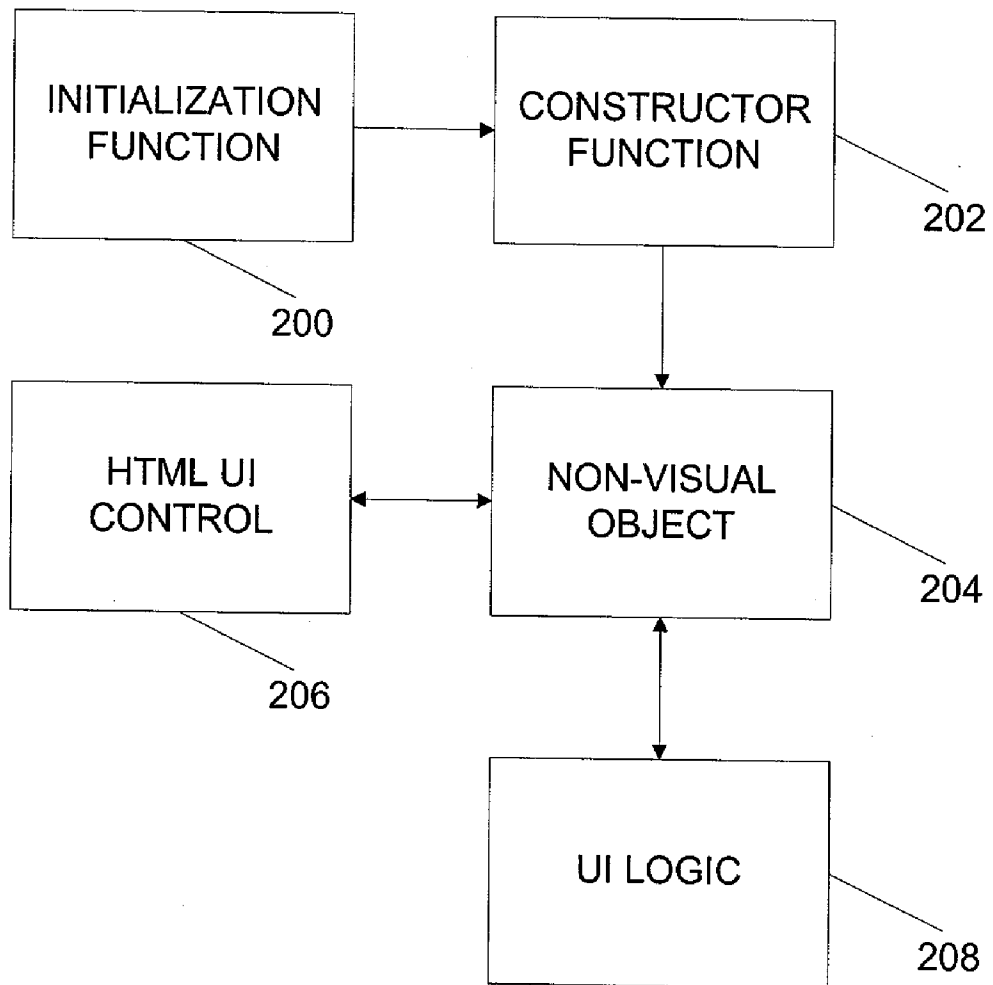 INITIALIZATION
FUNCTION
CONSTRUCTOR
FUNCTION
202
200
HTML UI
CONTROL
NON-VISUAL
OBJECT
204
206
UI LOGIC
208